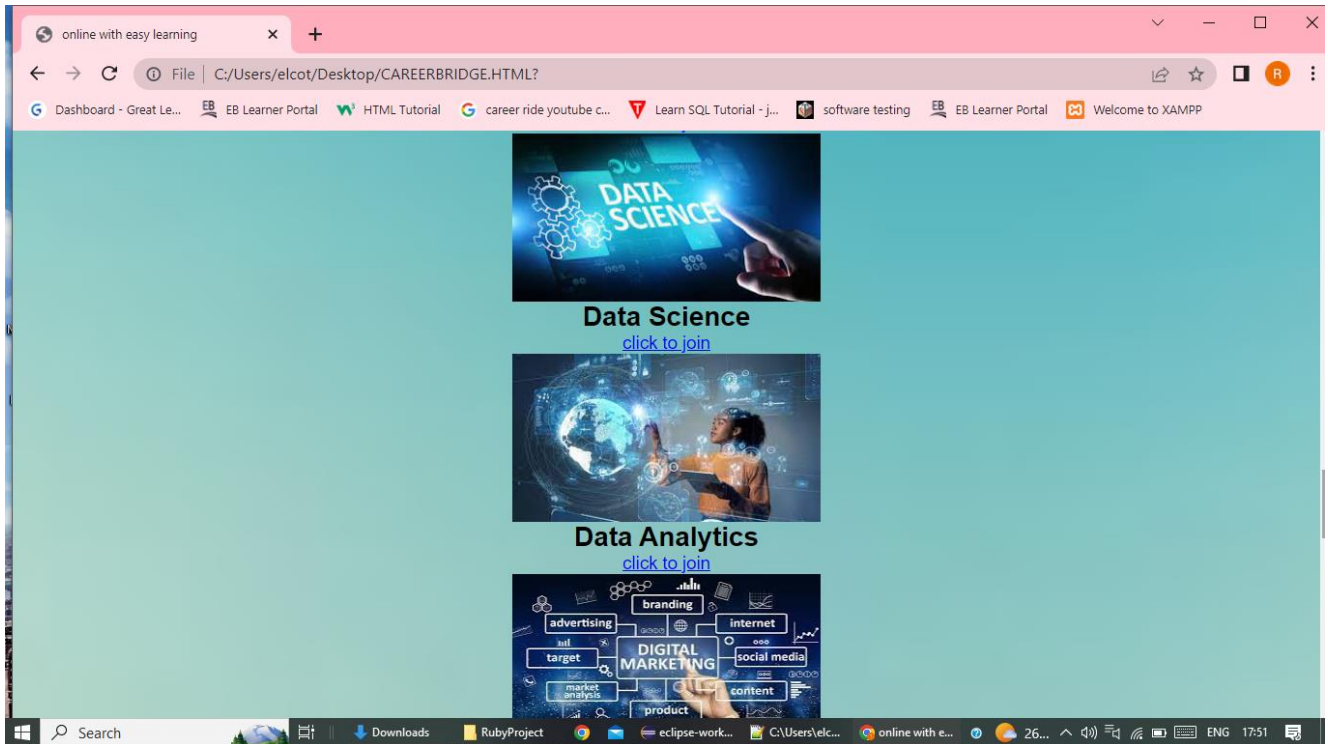 online with easy learning
File C:/Users/elcot/Desktop/CAREERBRIDGE.HTML?
R
Dashboard - Great Le... EB Learner Portal HTML Tutorial career ride youtube c... Learn SQL Tutorial - j... software testing EB Learner Portal Welcome to XAMPP
DATA
SCIENCE
Data Science
click to join
Data Analytics
click to join
branding
advertising internet
DIGITAL
MARKETING
target social media
market
analysis
content
product
Search Downloads RubyProject eclipse-work... C:\Users\elc... online with e... 26... ENG 17:51